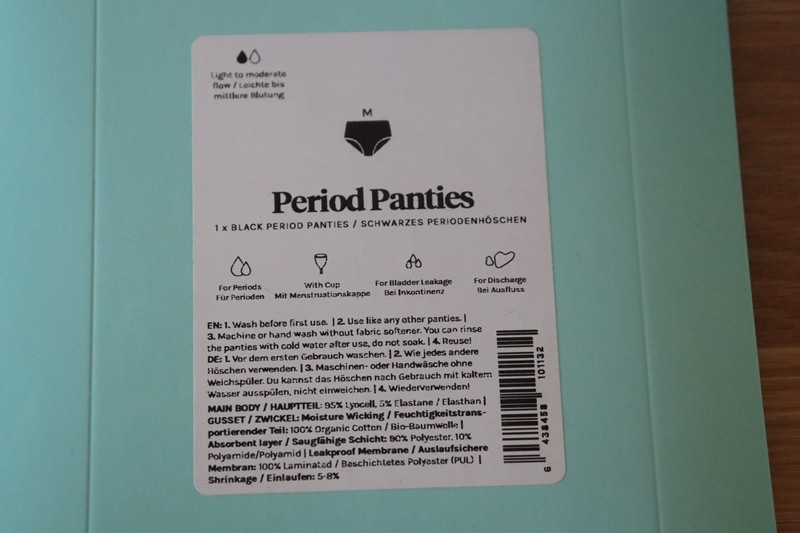 Light to moderate
flow / Leichte bis
mittlere Blutung
M
Period Panties
1 x BLACK PERIOD PANTIES / SCHWARZES PERIODENHÖSCHEN
For Periods
Für Perioden
With Cup
Mit Menstruationskappe
For Bladder Leakage
Bei Inkontinenz
For Discharge
Bei Ausfluss
EN: 1. Wash before first use. | 2. Use like any other panties. |
3. Machine or hand wash without fabric softener. You can rinse
the panties with cold water after use, do not soak. | 4. Reuse!
DE: 1. Vor dem ersten Gebrauch waschen. | 2. Wie jedes andere
Höschen verwenden. | 3. Maschinen- oder Handwäsche ohne
Weichspüler. Du kannst das Höschen nach Gebrauch mit kaltem
Wasser ausspülen, nicht einweichen. | 4. Wiederverwenden!
MAIN BODY / HAUPTTEIL: 95% Lyocell, 5% Elastane / Elasthan |
GUSSET / ZWICKEL: Moisture Wicking / Feuchtigkeitstrans-
portierender Teil: 100% Organic Cotton / Bio-Baumwolle |
Absorbent layer / Saugfähige Schicht: 90% Polyester, 10%
Polyamide/Polyamid | Leakproof Membrane / Auslaufsichere
Membran: 100% Laminated / Beschichtetes Polyester (PUL) |
Shrinkage / Einlaufen: 5-8%
6 438458 101132